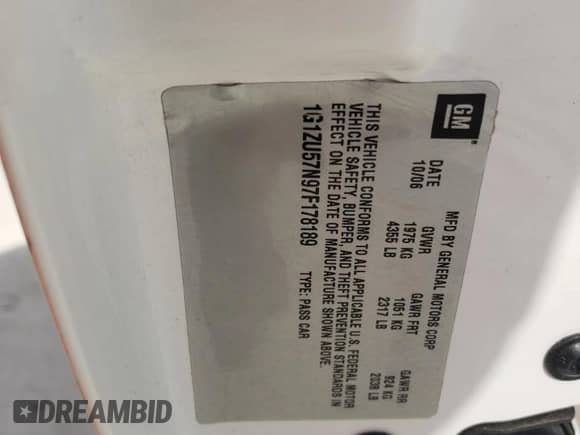 GM
MFD BY GENERAL MOTORS CORP
DATE GVWR GAWR FRT GAWR RR
10/06 1975 KG 1051 KG 924 KG
4355 LB 2317 LB 2038 LB
THIS VEHICLE CONFORMS TO ALL APPLICABLE U.S. FEDERAL MOTOR
VEHICLE SAFETY, BUMPER, AND THEFT PREVENTION STANDARDS IN
EFFECT ON THE DATE OF MANUFACTURE SHOWN ABOVE.
1G1ZU57N97F178189 TYPE: PASS CAR
DREAMBID